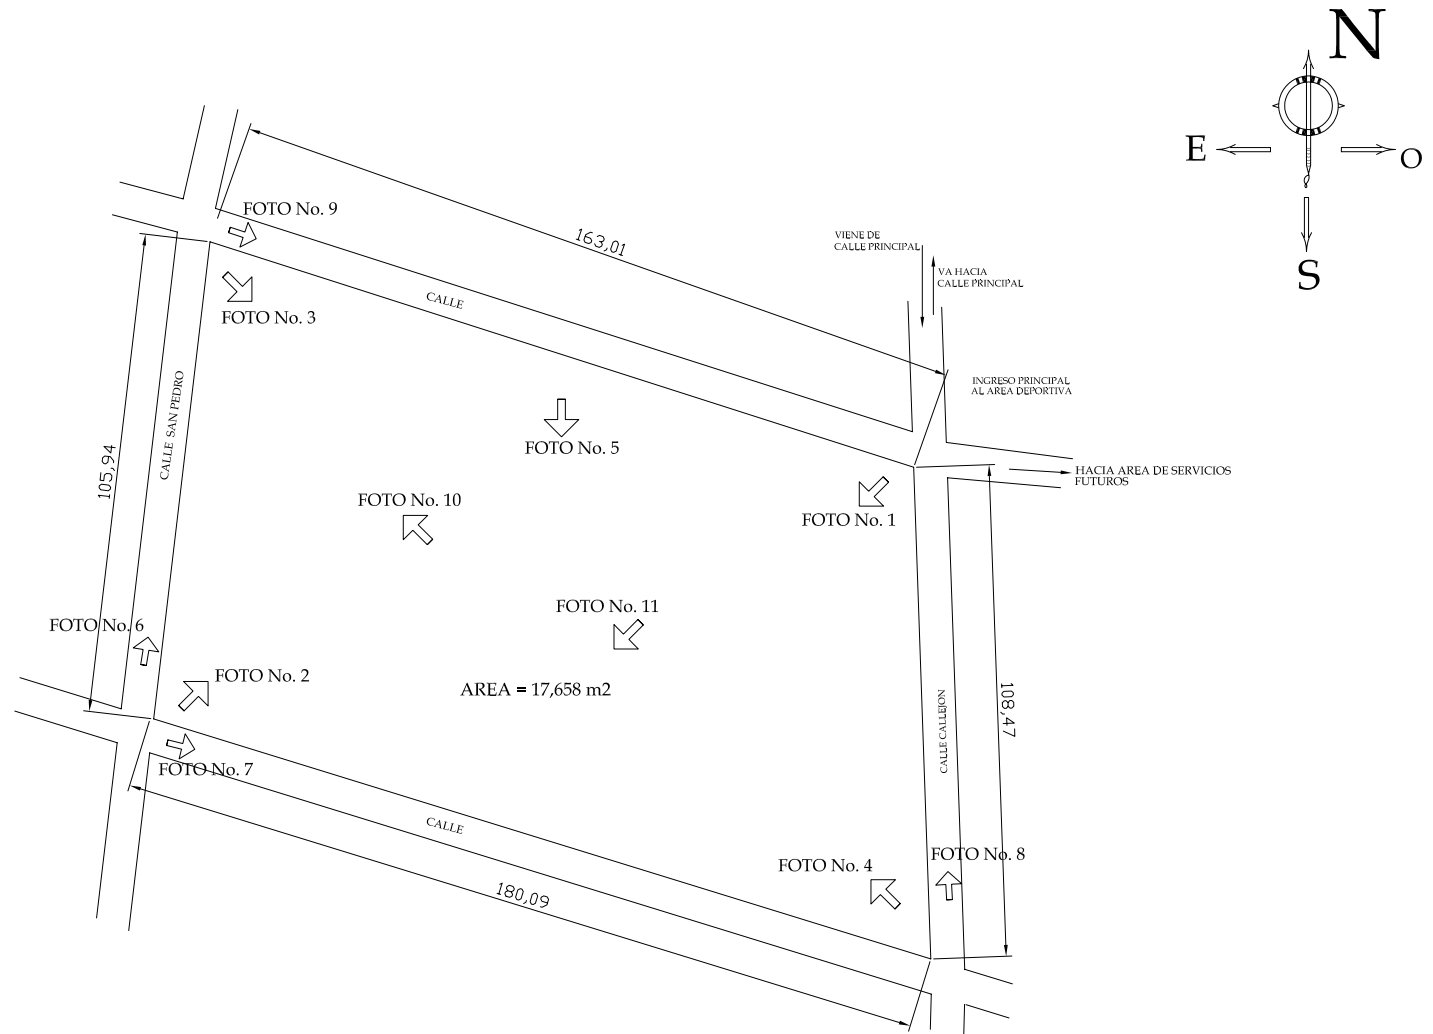 N
E
O
S
FOTO No. 9
163,01
VIENE DE
CALLE PRINCIPAL
VA HACIA
CALLE PRINCIPAL
CALLE
FOTO No. 3
INGRESO PRINCIPAL
AL AREA DEPORTIVA
CALLE SAN PEDRO
105,94
FOTO No. 5
HACIA AREA DE SERVICIOS
FUTUROS
FOTO No. 10
FOTO No. 1
FOTO No. 11
FOTO No. 6
FOTO No. 2
AREA = 17,658 m2
108,47
CALLE CALLEJON
FOTO No. 7
CALLE
FOTO No. 8
FOTO No. 4
180,09